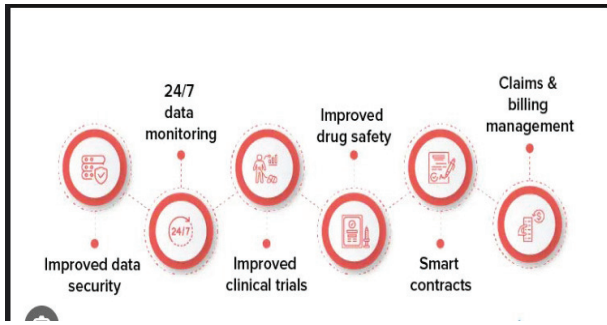 Improved data
security
24/7
data
monitoring
24/7
Improved
clinical trials
Improved
drug safety
Smart
contracts
Claims &
billing
management